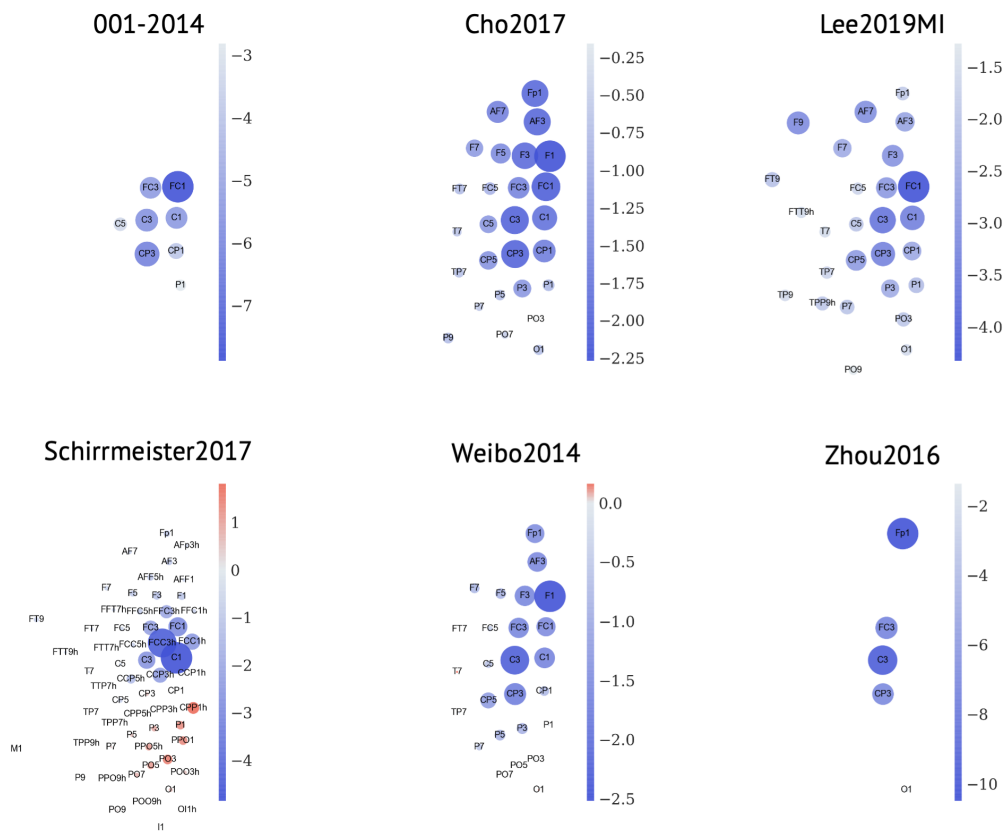 001-2014
−3
−4
−5
−6
−7
FC3 FC1
C5 C3 C1
CP3 CP1
P1
Cho2017
−0.25
−0.50
−0.75
−1.00
−1.25
−1.50
−1.75
−2.00
−2.25
Fp1
AF7 AF3
F7 F5 F3 F1
FT7 FC5 FC3 FC1
T7 C5 C3 C1
TP7 CP5 CP3 CP1
P7 P5 P3 P1
P9 PO7 PO3
O1
Lee2019MI
−1.5
−2.0
−2.5
−3.0
−3.5
−4.0
Fp1
F9 AF7 AF3
F7 F3
FT9 FC5 FC3 FC1
FTT9h T7 C5 C3 C1
TP7 CP5 CP3 CP1
TP9 TPP9h P7 P3 P1
PO3
PO9 O1
Schirrmeister2017
1
0
−1
−2
−3
−4
Fp1
AFp3h
AF7 AF3
AFF5h AFF1
F7 F5 F3 F1
FFT7h FFC5h FFC3h FFC1h
FT9 FT7 FC5 FC3 FC1
FTT9h FTT7h FCC5h FCC3h FCC1h
T7 C5 C3 C1
TTP7h CCP5h CCP3h CCP1h
CP5 CP3 CP1
TP7 CPP5h CPP3h CPP1h
TPP7h P5 P3 P1
M1 TPP9h P7 PPO5h PPO1
P9 PPO9h PO7 PO5 PO3 POO3h
O1
PO9 POO9h OI1h
I1
Weibo2014
0.0
−0.5
−1.0
−1.5
−2.0
−2.5
Fp1
AF3
F7 F5 F3 F1
FT7 FC5 FC3 FC1
T7 C5 C3 C1
TP7 CP5 CP3 CP1
P7 P5 P3 P1
PO7 PO5 PO3
O1
Zhou2016
−2
−4
−6
−8
−10
Fp1
FC3
C3
CP3
O1